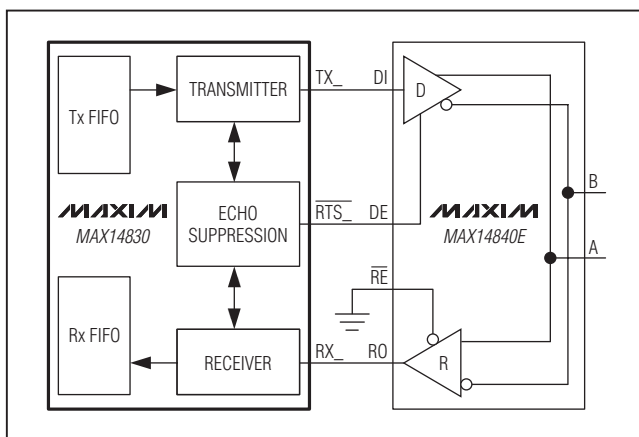 TRANSMITTER
TX_
DI
D
Tx FIFO
B
MAXIM
MAX14830
ECHO
SUPPRESSION
RTS_
DE
MAXIM
MAX14840E
A
RE
Rx FIFO
RECEIVER
RX_
RO
R